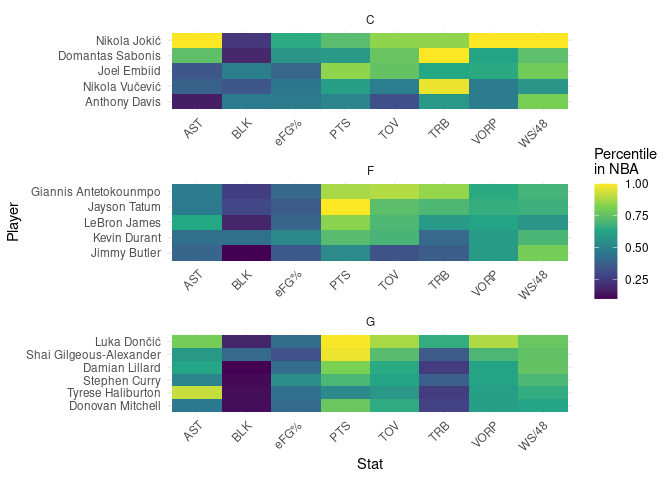 C
Nikola Jokić
Domantas Sabonis
Joel Embiid
Nikola Vučević
Anthony Davis
AST BLK eFG% PTS TOV TRB VORP WS/48
F
Giannis Antetokounmpo
Jayson Tatum
LeBron James
Kevin Durant
Jimmy Butler
AST BLK eFG% PTS TOV TRB VORP WS/48
G
Luka Dončić
Shai Gilgeous-Alexander
Damian Lillard
Stephen Curry
Tyrese Haliburton
Donovan Mitchell
AST BLK eFG% PTS TOV TRB VORP WS/48
Stat
Player
Percentile
in NBA
1.00
0.75
0.50
0.25